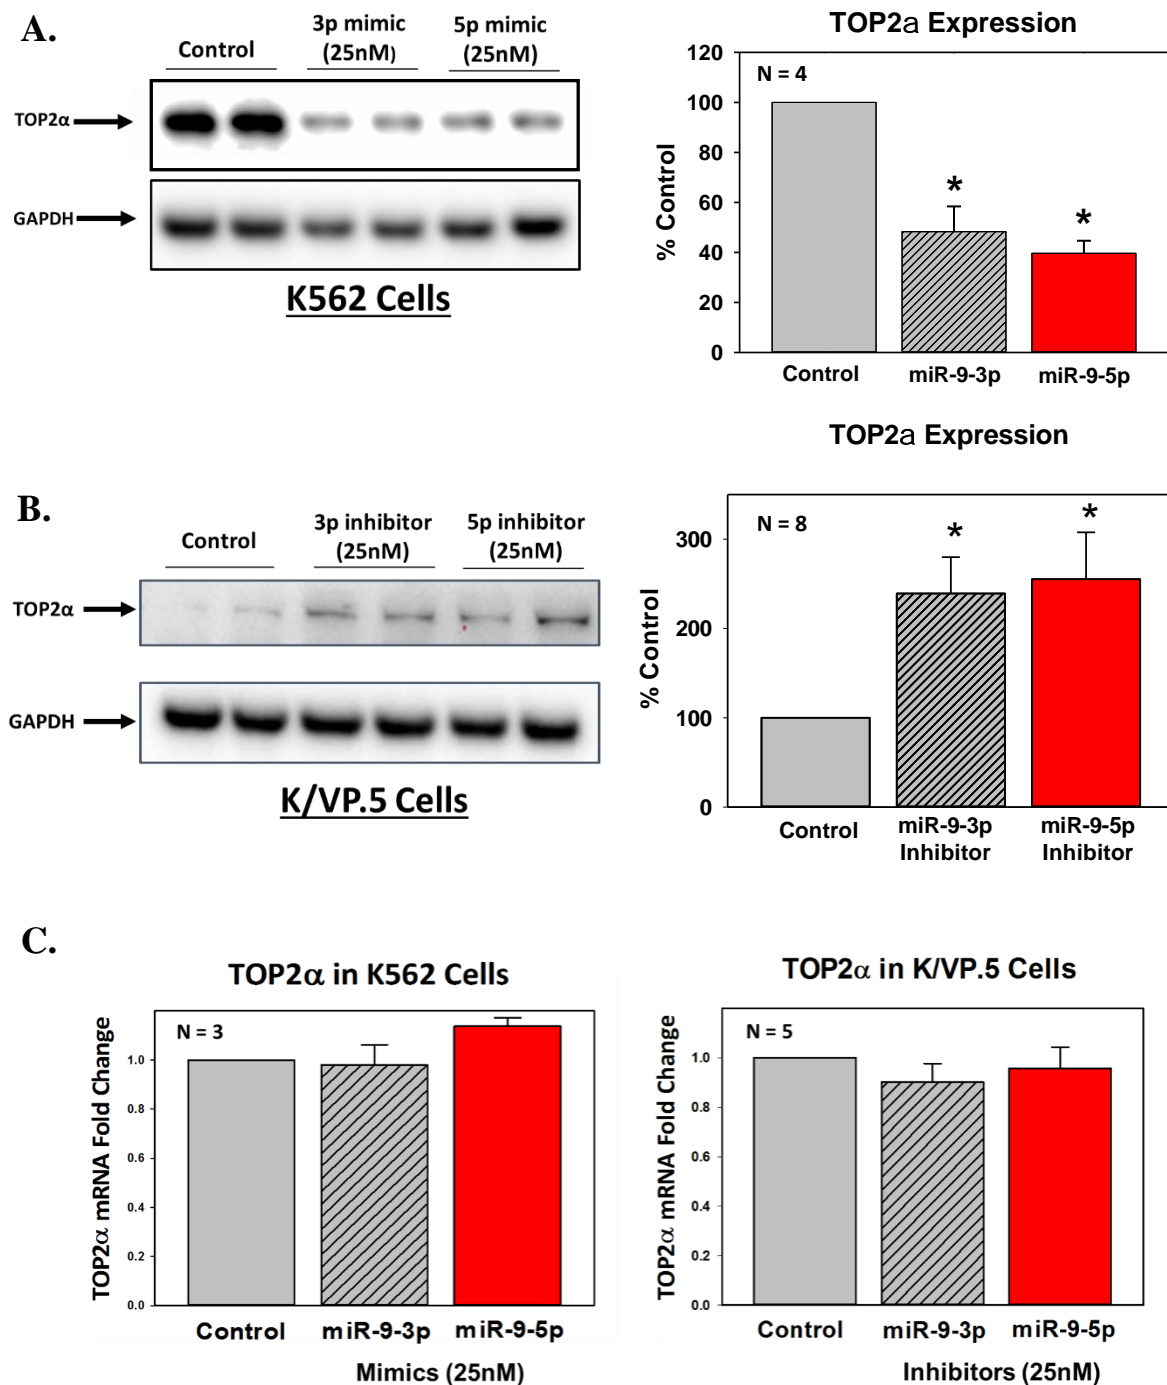 A.
Control
3p mimic
(25nM)
5p mimic
(25nM)
TOP2α
GAPDH
K562 Cells
TOP2a Expression
N = 4
% Control
120
100
80
60
40
20
0
*
*
Control
miR-9-3p
miR-9-5p
B.
Control
3p inhibitor
(25nM)
5p inhibitor
(25nM)
TOP2α
GAPDH
K/VP.5 Cells
TOP2a Expression
N = 8
% Control
300
200
100
0
*
*
Control
miR-9-3p
Inhibitor
miR-9-5p
Inhibitor
C.
TOP2α in K562 Cells
N = 3
TOP2α mRNA Fold Change
1.0
0.8
0.6
0.4
0.2
0.0
Control
miR-9-3p
miR-9-5p
Mimics (25nM)
TOP2α in K/VP.5 Cells
N = 5
TOP2α mRNA Fold Change
1.0
0.8
0.6
0.4
0.2
0.0
Control
miR-9-3p
miR-9-5p
Inhibitors (25nM)